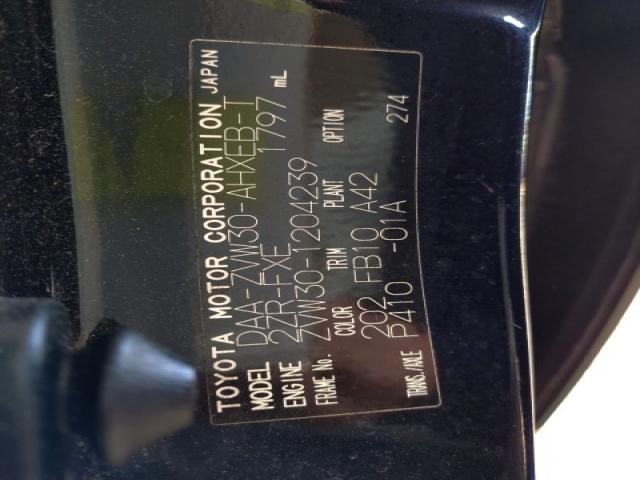 TOYOTA MOTOR CORPORATION JAPAN
MODEL DAA-ZVW30-AHXEB-T
ENGINE 2ZR-FXE 1797 mL
FRAME No. ZVW30-1204239
COLOR TRIM PLANT OPTION
202 FB10 A42
TRANS./AXLE P410 -01A 274